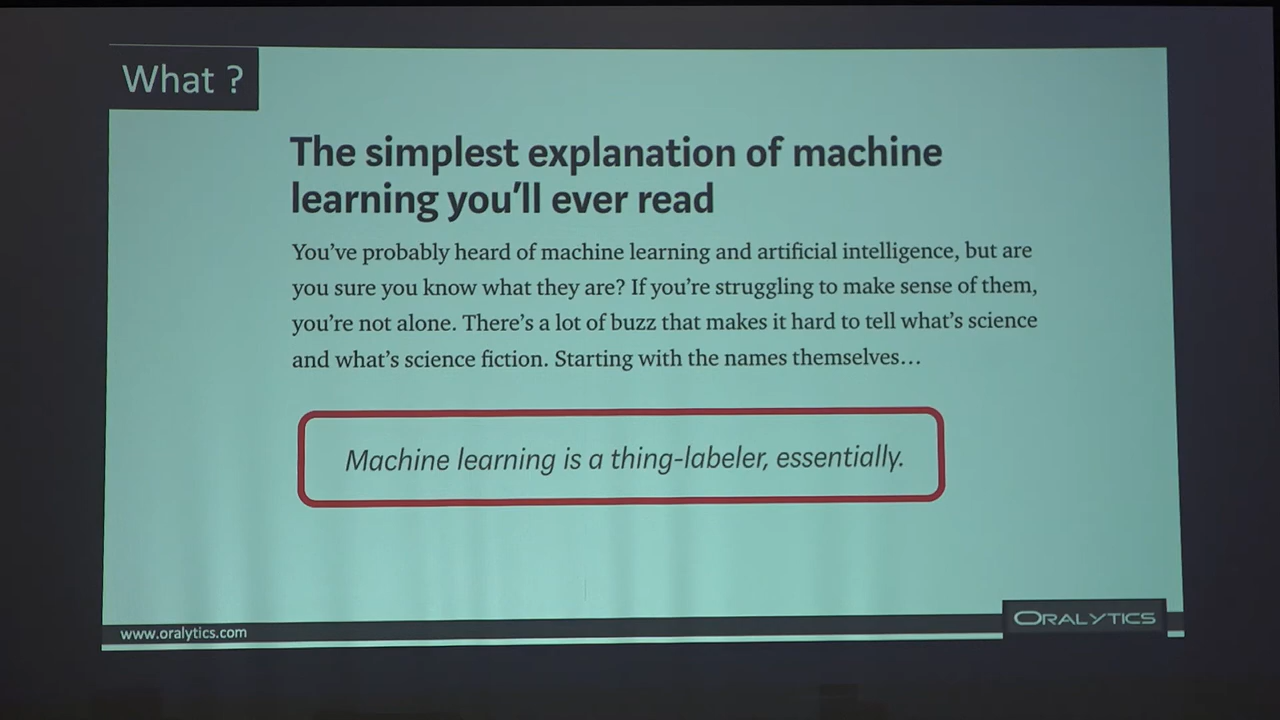 What ?
The simplest explanation of machine
learning you'll ever read
You've probably heard of machine learning and artificial intelligence, but are
you sure you know what they are? If you're struggling to make sense of them,
you're not alone. There's a lot of buzz that makes it hard to tell what's science
and what's science fiction. Starting with the names themselves…
Machine learning is a thing-labeler, essentially.
www.oralytics.com
ORALYTICS